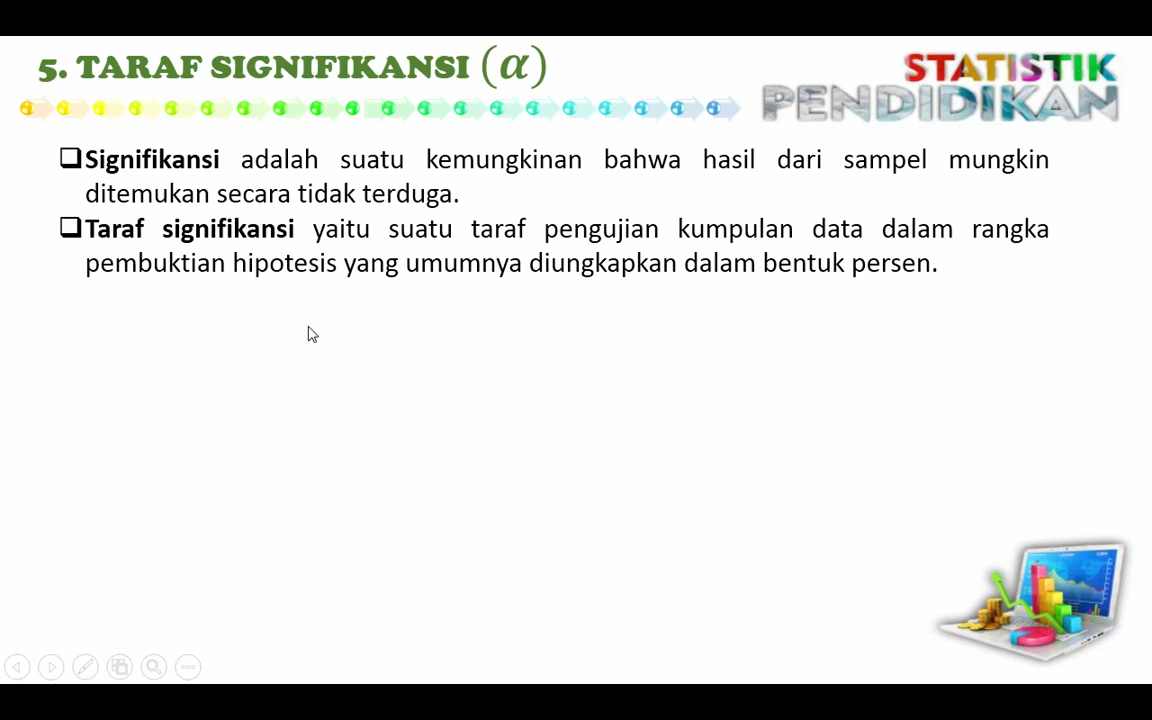 5. TARAF SIGNIFIKANSI (α)
STATISTIK
PENDIDIKAN
❑Signifikansi adalah suatu kemungkinan bahwa hasil dari sampel mungkin
ditemukan secara tidak terduga.
❑Taraf signifikansi yaitu suatu taraf pengujian kumpulan data dalam rangka
pembuktian hipotesis yang umumnya diungkapkan dalam bentuk persen.